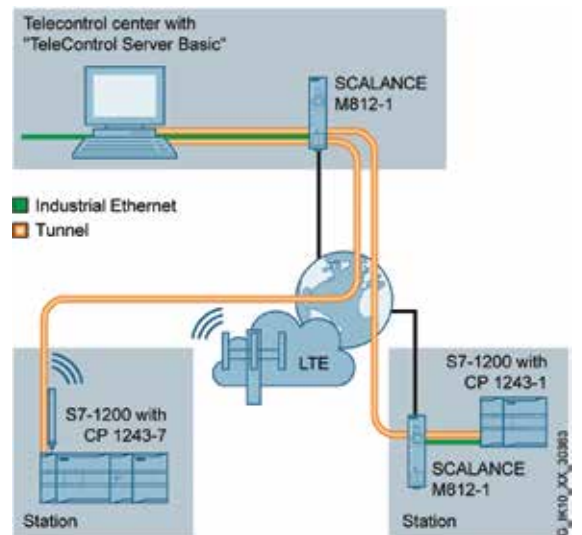 Telecontrol center with
"TeleControl Server Basic"
SCALANCE
M812-1
Industrial Ethernet
Tunnel
LTE
S7-1200 with
CP 1243-7
Station
S7-1200 with
CP 1243-1
SCALANCE
M812-1
Station
G_IK10_XX_30363